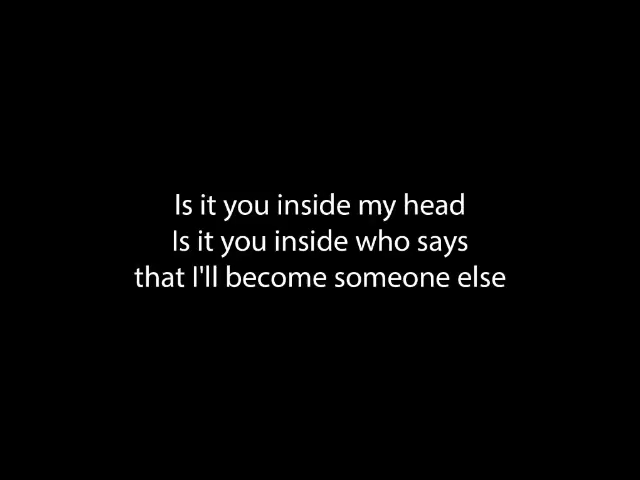 Is it you inside my head
Is it you inside who says
that I'll become someone else